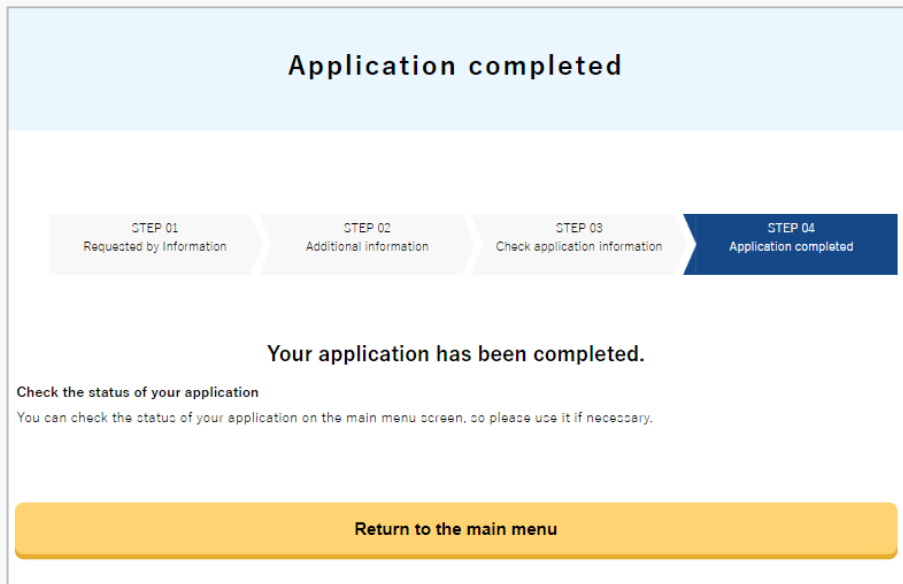 Application completed
STEP 01
Requested by Information
STEP 02
Additional information
STEP 03
Check application information
STEP 04
Application completed
Your application has been completed.
Check the status of your application
You can check the status of your application on the main menu screen, so please use it if necessary.
Return to the main menu